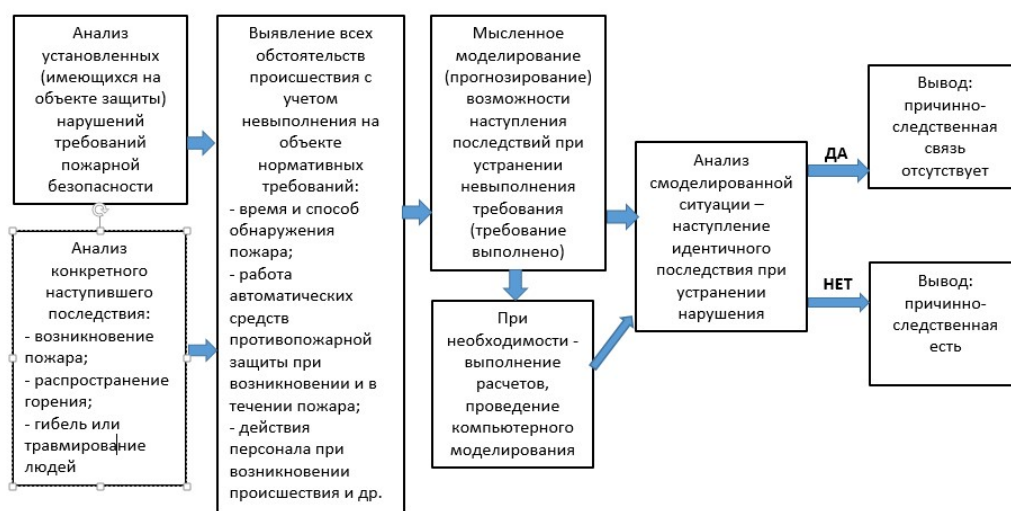 Анализ
установленных
(имеющихся на
объекте защиты)
нарушений
требований
пожарной
безопасности
Анализ
конкретного
наступившего
последствия:
- возникновение
пожара;
- распространение
горения;
- гибель или
травмирование
людей
Выявление всех
обстоятельств
происшествия с
учетом
невыполнения на
объекте
нормативных
требований:
- время и способ
обнаружения
пожара;
- работа
автоматических
средств
противопожарной
защиты при
возникновении и в
течении пожара;
- действия
персонала при
возникновении
происшествия и др.
Мысленное
моделирование
(прогнозирование)
возможности
наступления
последствий при
устранении
невыполнения
требования
(требование
выполнено)
При
необходимости -
выполнение
расчетов,
проведение
компьютерного
моделирования
Анализ
смоделированной
ситуации –
наступление
идентичного
последствия при
устранении
нарушения
ДА
Вывод:
причинно-
следственная
связь
отсутствует
НЕТ
Вывод:
причинно-
следственная
есть